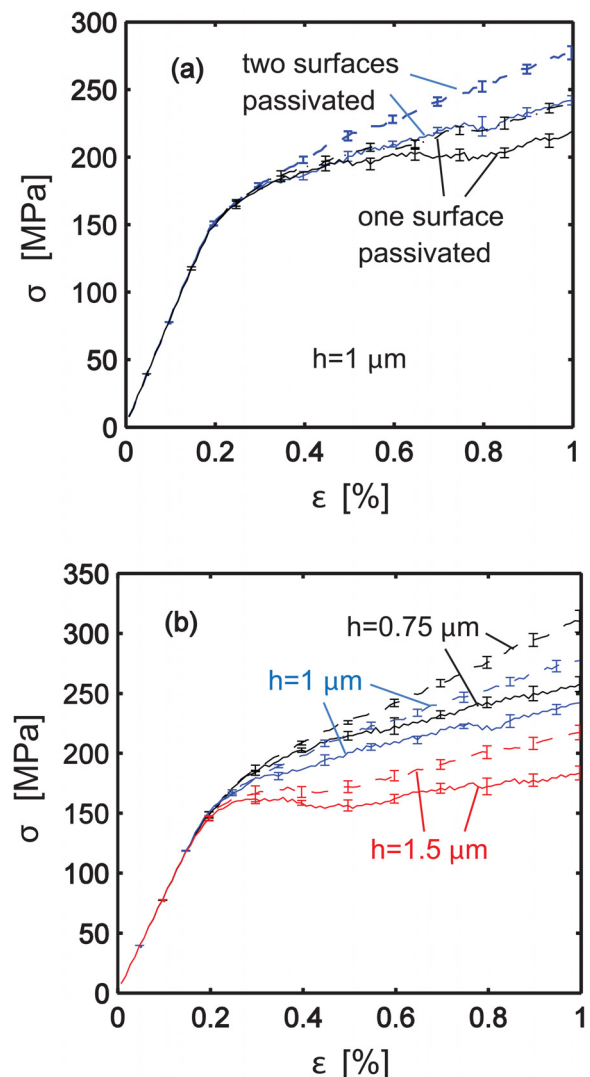 300
(a)
two surfaces
passivated
250
200
one surface
passivated
150
σ [MPa]
100
h=1 μm
50
0
0 0.2 0.4 0.6 0.8 1
ε [%]
350
(b)
h=0.75 μm
300
h=1 μm
250
200
σ [MPa]
150
h=1.5 μm
100
50
0
0 0.2 0.4 0.6 0.8 1
ε [%]